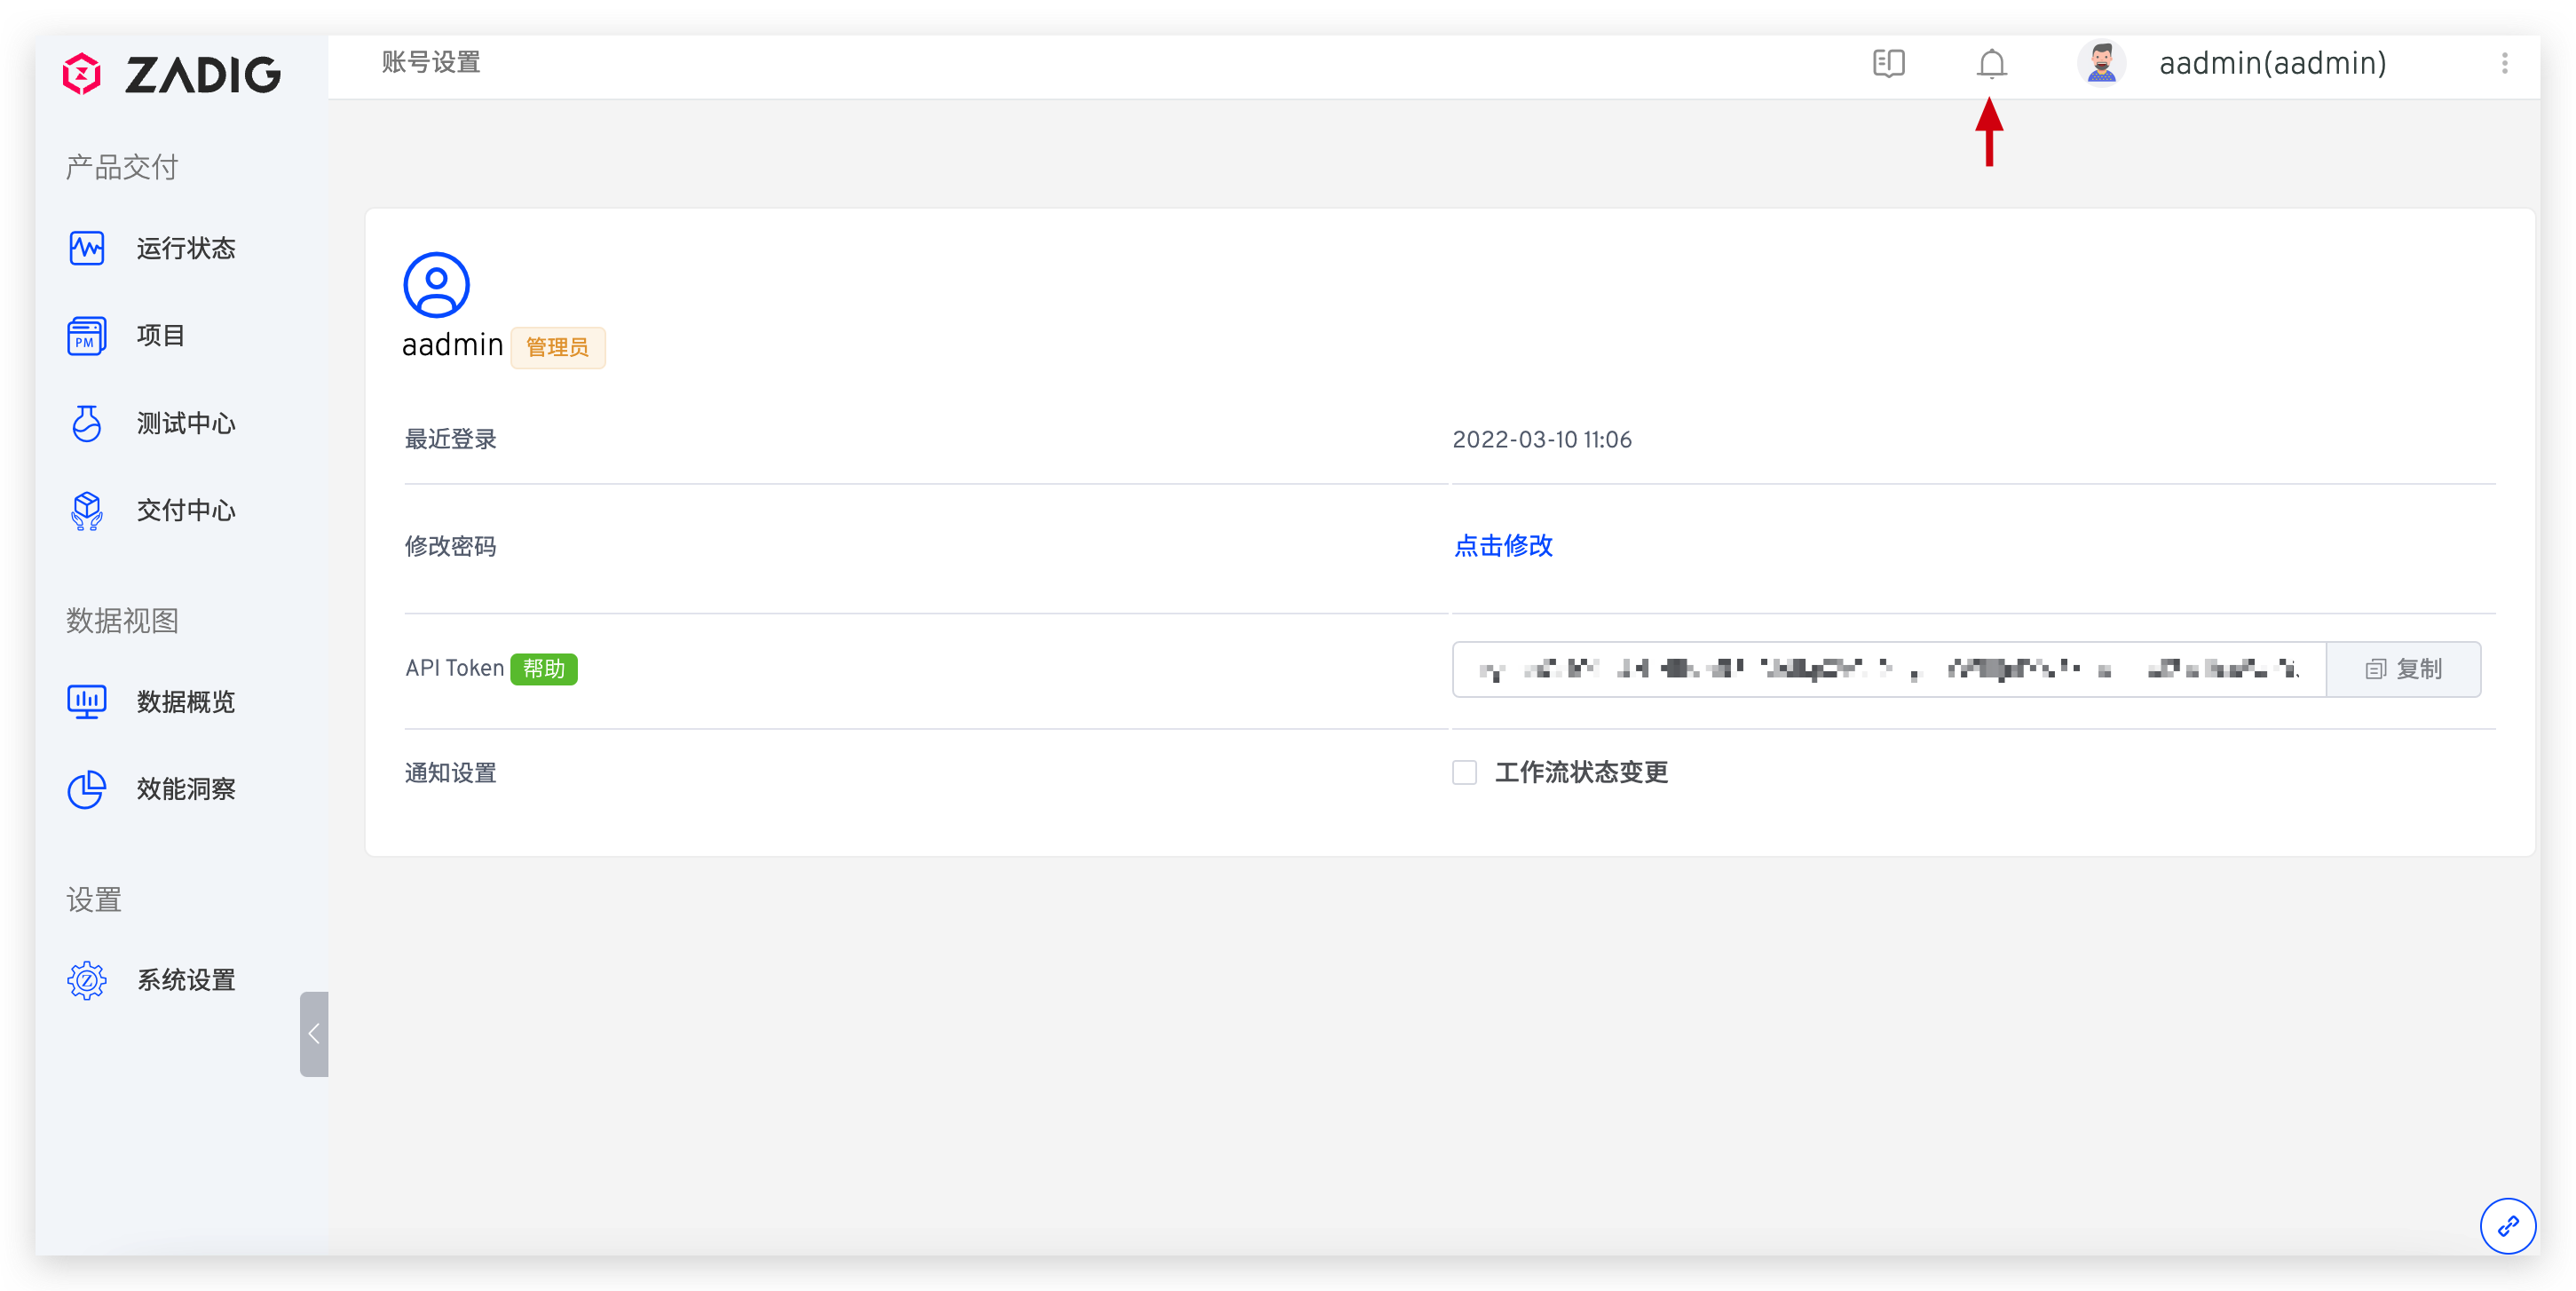 ZADIG
账号设置
aadmin(aadmin)
产品交付
运行状态
PM
项目
测试中心
交付中心
数据视图
数据概览
效能洞察
设置
Z
系统设置
aadmin 管理员
最近登录
2022-03-10 11:06
修改密码
点击修改
API Token 帮助
复制
通知设置
工作流状态变更